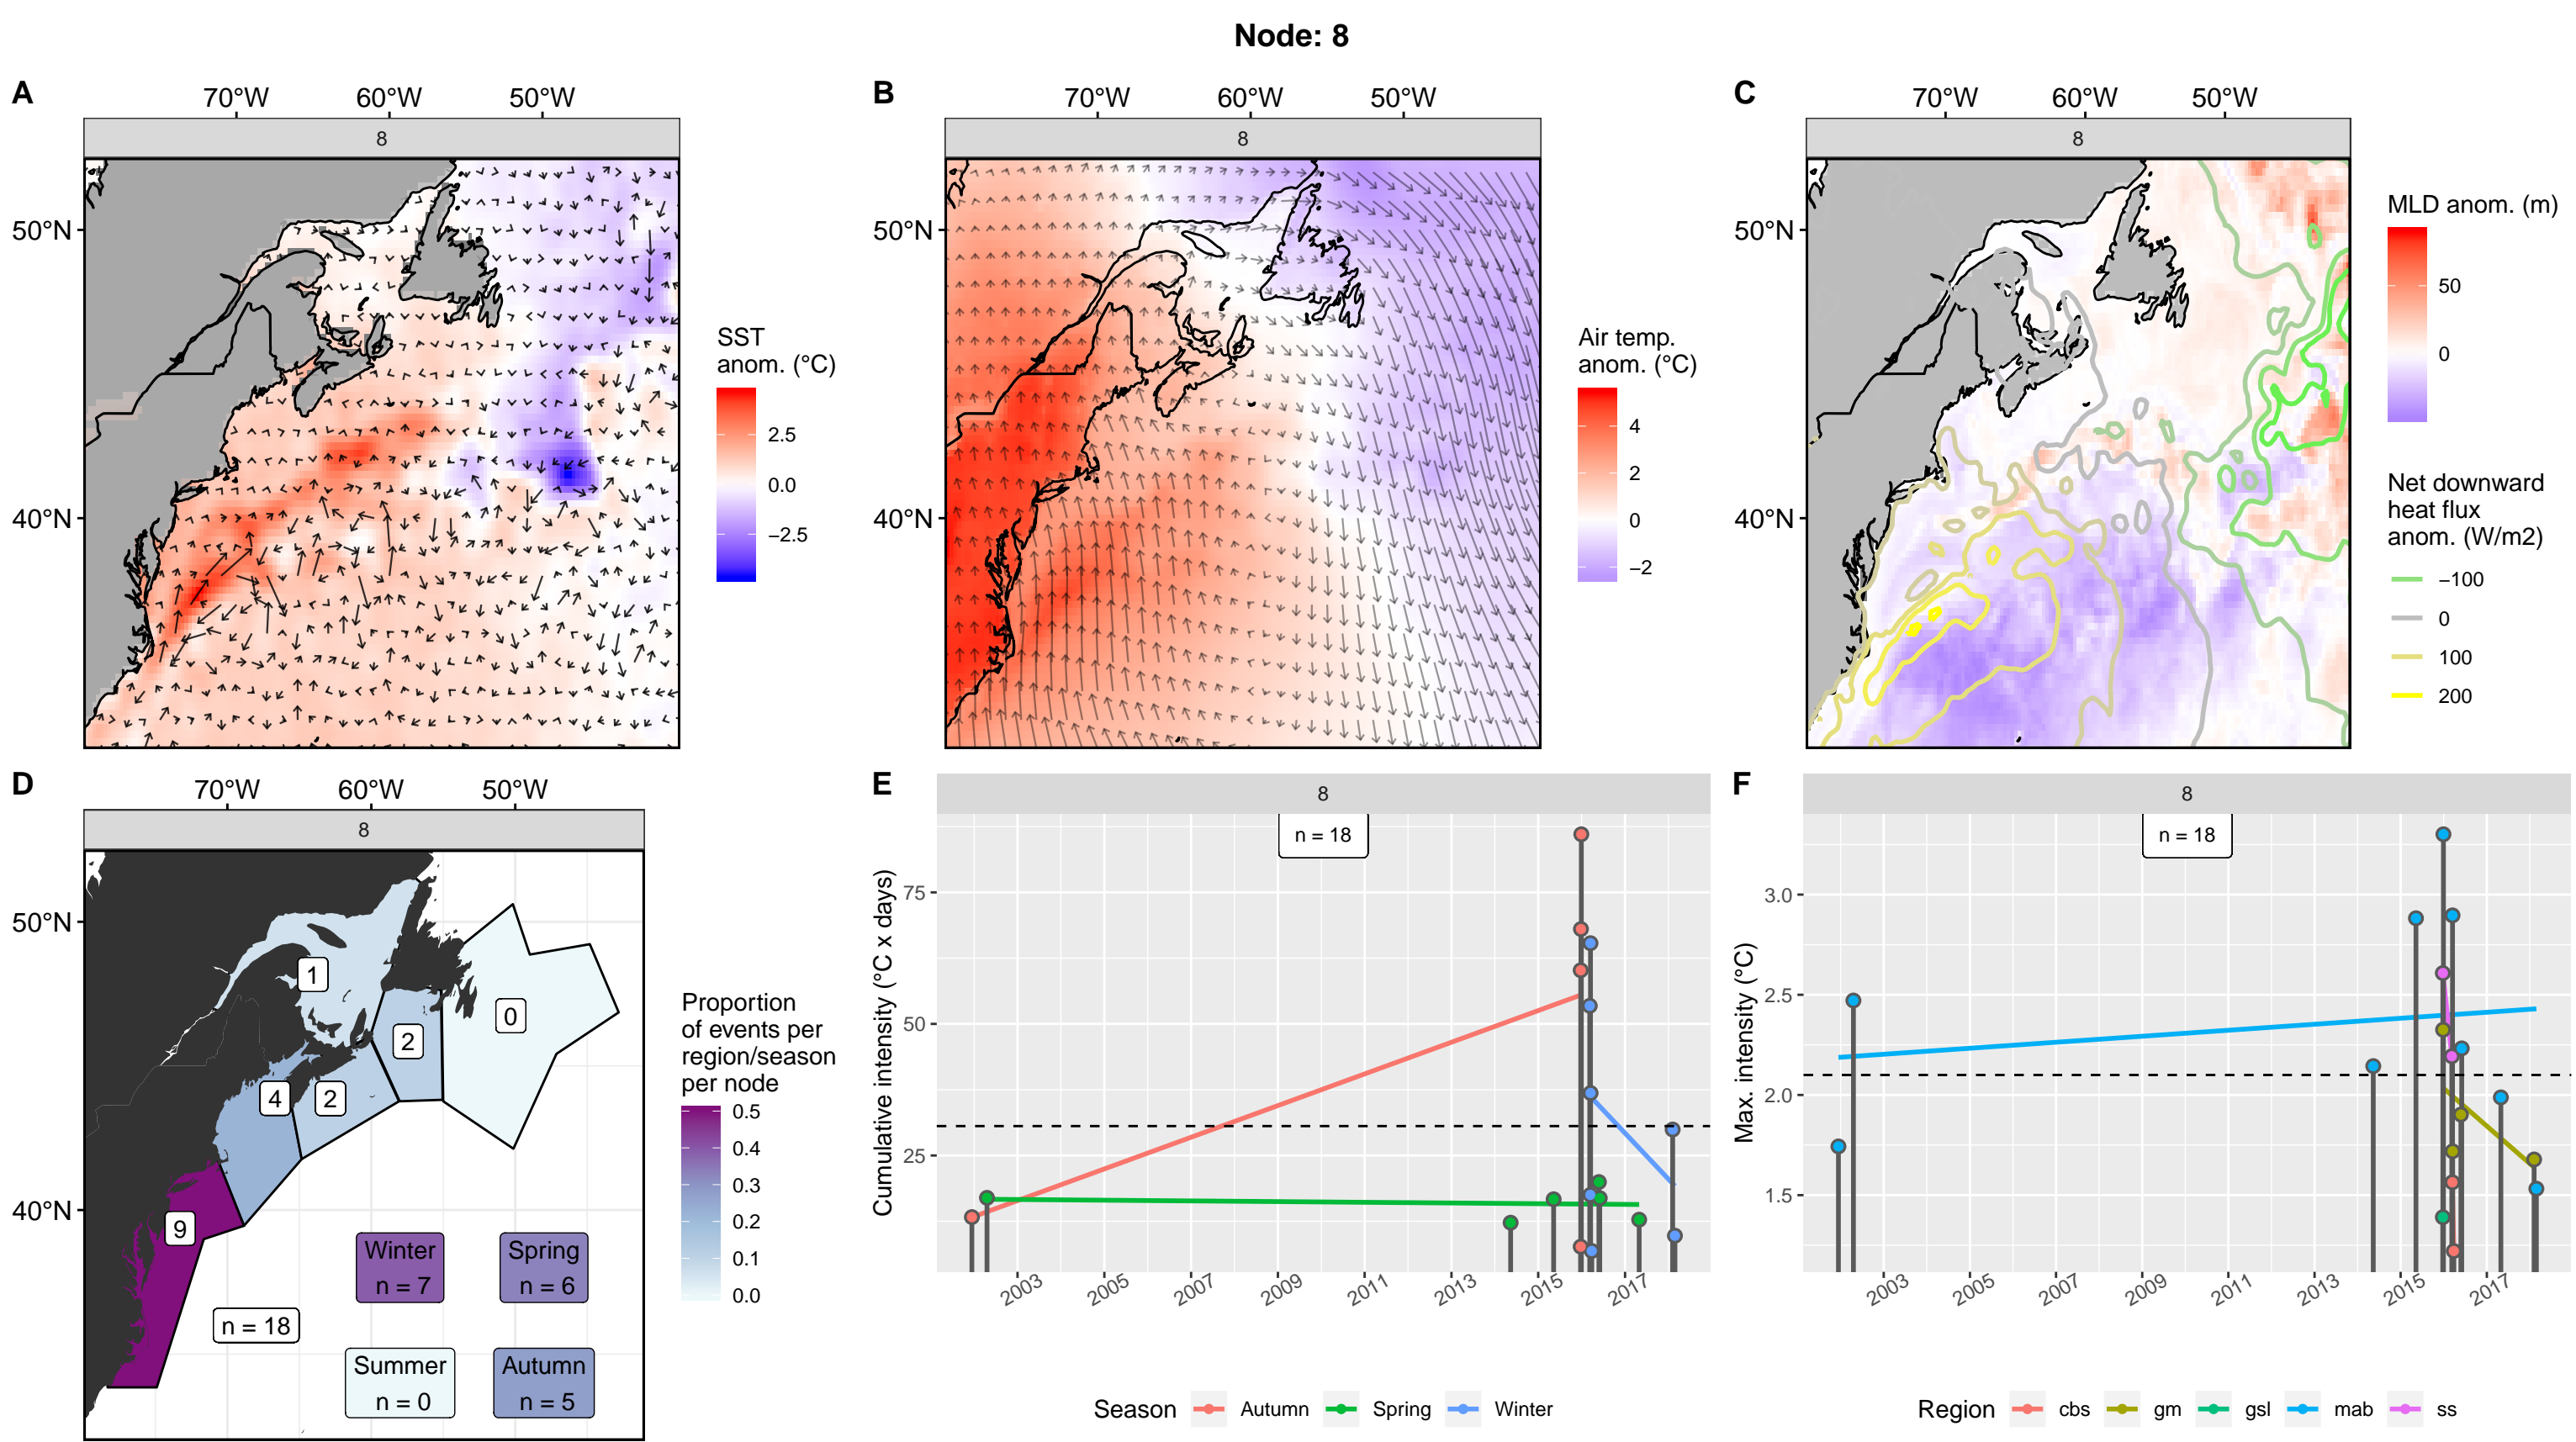 Node: 8
A
70°W 60°W 50°W
8
50°N
40°N
SST
anom. (°C)
2.5
0.0
−2.5
B
70°W 60°W 50°W
8
50°N
40°N
Air temp.
anom. (°C)
4
2
0
−2
C
70°W 60°W 50°W
8
50°N
40°N
MLD anom. (m)
50
0
Net downward
heat flux
anom. (W/m2)
−100
0
100
200
D
70°W 60°W 50°W
8
50°N
40°N
1
2
0
4
2
9
n = 18
Winter
n = 7
Spring
n = 6
Summer
n = 0
Autumn
n = 5
Proportion
of events per
region/season
per node
0.5
0.4
0.3
0.2
0.1
0.0
E
8
n = 18
Cumulative intensity (°C x days)
75
50
25
2003 2005 2007 2009 2011 2013 2015 2017
Season Autumn Spring Winter
F
8
n = 18
Max. intensity (°C)
3.0
2.5
2.0
1.5
2003 2005 2007 2009 2011 2013 2015 2017
Region cbs gm gsl mab ss